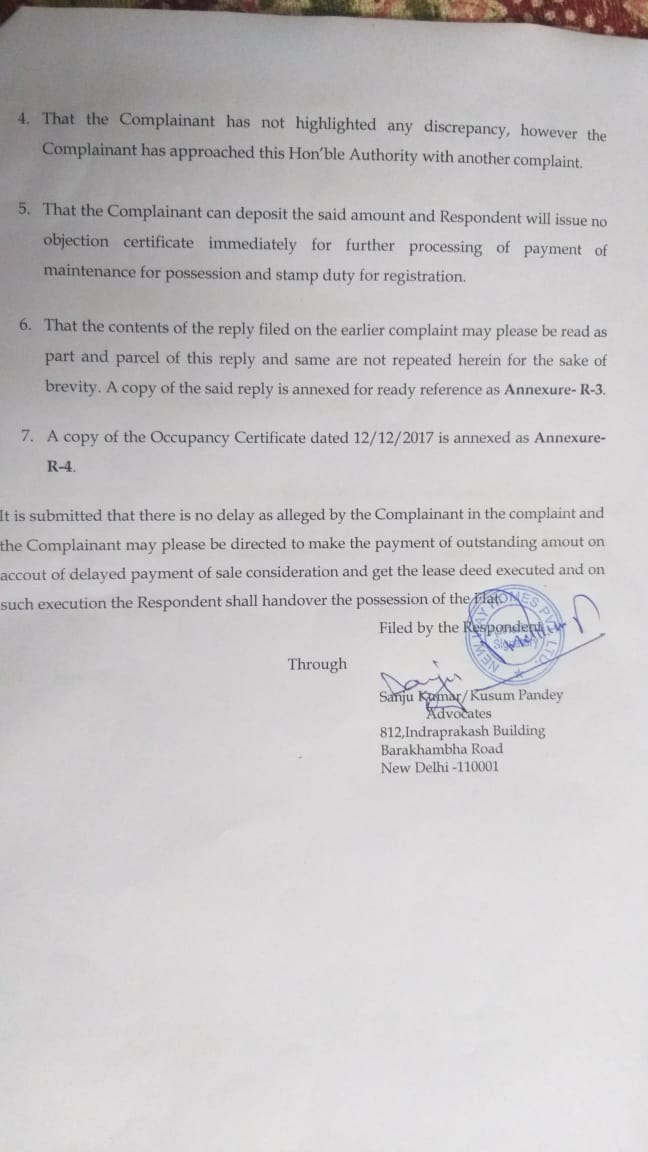 4. That the Complainant has not highlighted any discrepancy, however the
Complainant has approached this Hon'ble Authority with another complaint.
5. That the Complainant can deposit the said amount and Respondent will issue no
objection certificate immediately for further processing of payment of
maintenance for possession and stamp duty for registration.
6. That the contents of the reply filed on the earlier complaint may please be read as
part and parcel of this reply and same are not repeated herein for the sake of
brevity. A copy of the said reply is annexed for ready reference as Annexure- R-3.
7. A copy of the Occupancy Certificate dated 12/12/2017 is annexed as Annexure-
R-4.
It is submitted that there is no delay as alleged by the Complainant in the complaint and
the Complainant may please be directed to make the payment of outstanding amout on
accout of delayed payment of sale consideration and get the lease deed executed and on
such execution the Respondent shall handover the possession of the Flat.
Filed by the Respondent
HOMES PVT. LTD.
Through
Sanju
Sanju Kumar/Kusum Pandey
Advocates
812,Indraprakash Building
Barakhambha Road
New Delhi -110001